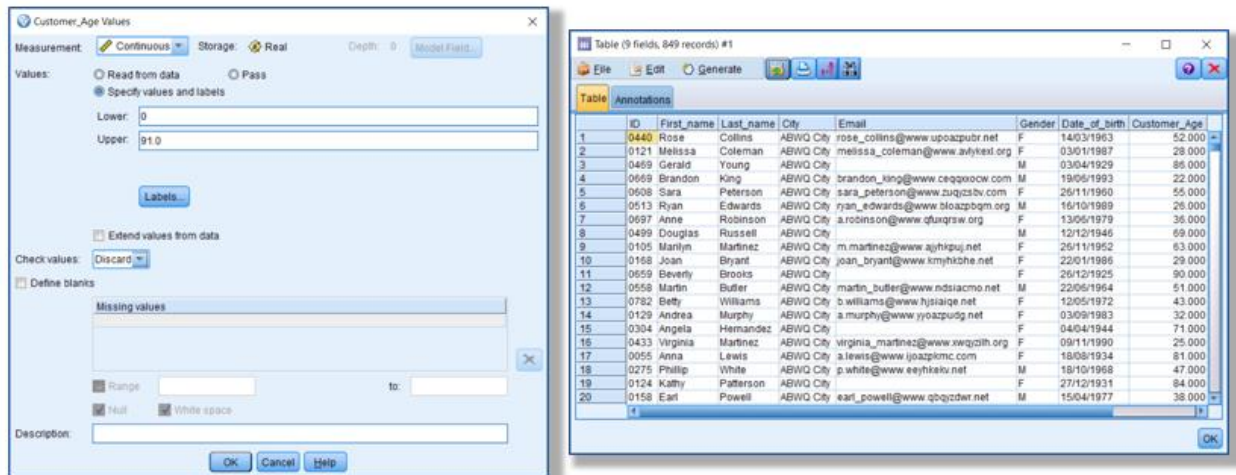 Customer_Age Values
Measurement: Continuous Storage: Real Depth: 0 Model Field...
Values: Read from data Pass
Specify values and labels
Lower: 0
Upper: 91.0
Labels...
Extend values from data
Check values: Discard
Define blanks
Missing values
Range to:
Null White space
Description:
OK Cancel Help
Table (9 fields, 849 records) #1
File Edit Generate
Table Annotations
ID First_name Last_name City Email Gender Date_of_birth Customer_Age
1 0440 Rose Collins ABWQ City rose_collins@www.upoazpubr.net F 14/03/1963 52.000
2 0121 Melissa Coleman ABWQ City melissa_coleman@www.avlykexl.org F 03/01/1987 28.000
3 0469 Gerald Young ABWQ City M 03/04/1929 86.000
4 0669 Brandon King ABWQ City brandon_king@www.ceqqxxocw.com M 19/06/1993 22.000
5 0608 Sara Peterson ABWQ City sara_peterson@www.zuqyzsbv.com F 26/11/1960 55.000
6 0513 Ryan Edwards ABWQ City ryan_edwards@www.bloazpbqm.org M 16/10/1989 26.000
7 0697 Anne Robinson ABWQ City a.robinson@www.qfuxqrsw.org F 13/06/1979 36.000
8 0499 Douglas Russell ABWQ City M 12/12/1946 69.000
9 0105 Marilyn Martinez ABWQ City m.martinez@www.ajyhkpuj.net F 26/11/1952 63.000
10 0168 Joan Bryant ABWQ City joan_bryant@www.kmyhkbhe.net F 22/01/1986 29.000
11 0659 Beverly Brooks ABWQ City F 26/12/1925 90.000
12 0558 Martin Butler ABWQ City martin_butler@www.ndsiacmo.net M 22/06/1964 51.000
13 0782 Betty Williams ABWQ City b.williams@www.hjsiaiqe.net F 12/05/1972 43.000
14 0129 Andrea Murphy ABWQ City a.murphy@www.yyoazpudg.net F 03/09/1983 32.000
15 0304 Angela Hernandez ABWQ City F 04/04/1944 71.000
16 0433 Virginia Martinez ABWQ City virginia_martinez@www.xwqyzilh.org F 09/11/1990 25.000
17 0055 Anna Lewis ABWQ City a.lewis@www.ijoazpkmc.com F 18/08/1934 81.000
18 0275 Phillip White ABWQ City p.white@www.eeyhkekv.net M 18/10/1968 47.000
19 0124 Kathy Patterson ABWQ City F 27/12/1931 84.000
20 0158 Earl Powell ABWQ City earl_powell@www.qbqyzdwr.net M 15/04/1977 38.000
OK